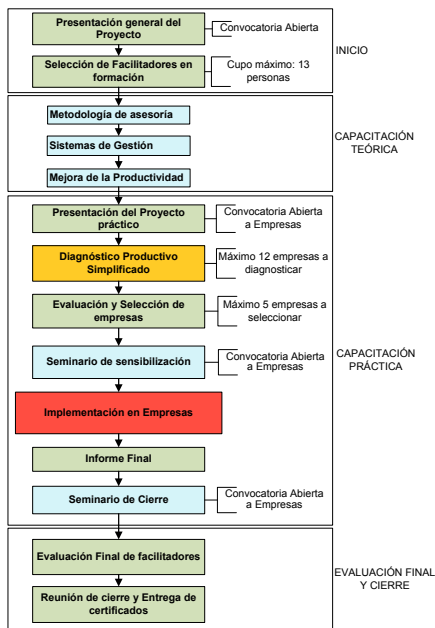 Presentación general del
Proyecto
Convocatoria Abierta
INICIO
Selección de Facilitadores en
formación
Cupo máximo: 13
personas
Metodología de asesoría
Sistemas de Gestión
Mejora de la Productividad
CAPACITACIÓN
TEÓRICA
Presentación del Proyecto
práctico
Convocatoria Abierta
a Empresas
Diagnóstico Productivo
Simplificado
Máximo 12 empresas a
diagnosticar
Evaluación y Selección de
empresas
Máximo 5 empresas a
seleccionar
Seminario de sensibilización
Convocatoria Abierta
a Empresas
CAPACITACIÓN
PRÁCTICA
Implementación en Empresas
Informe Final
Seminario de Cierre
Convocatoria Abierta
a Empresas
Evaluación Final de facilitadores
EVALUACIÓN FINAL
Y CIERRE
Reunión de cierre y Entrega de
certificados